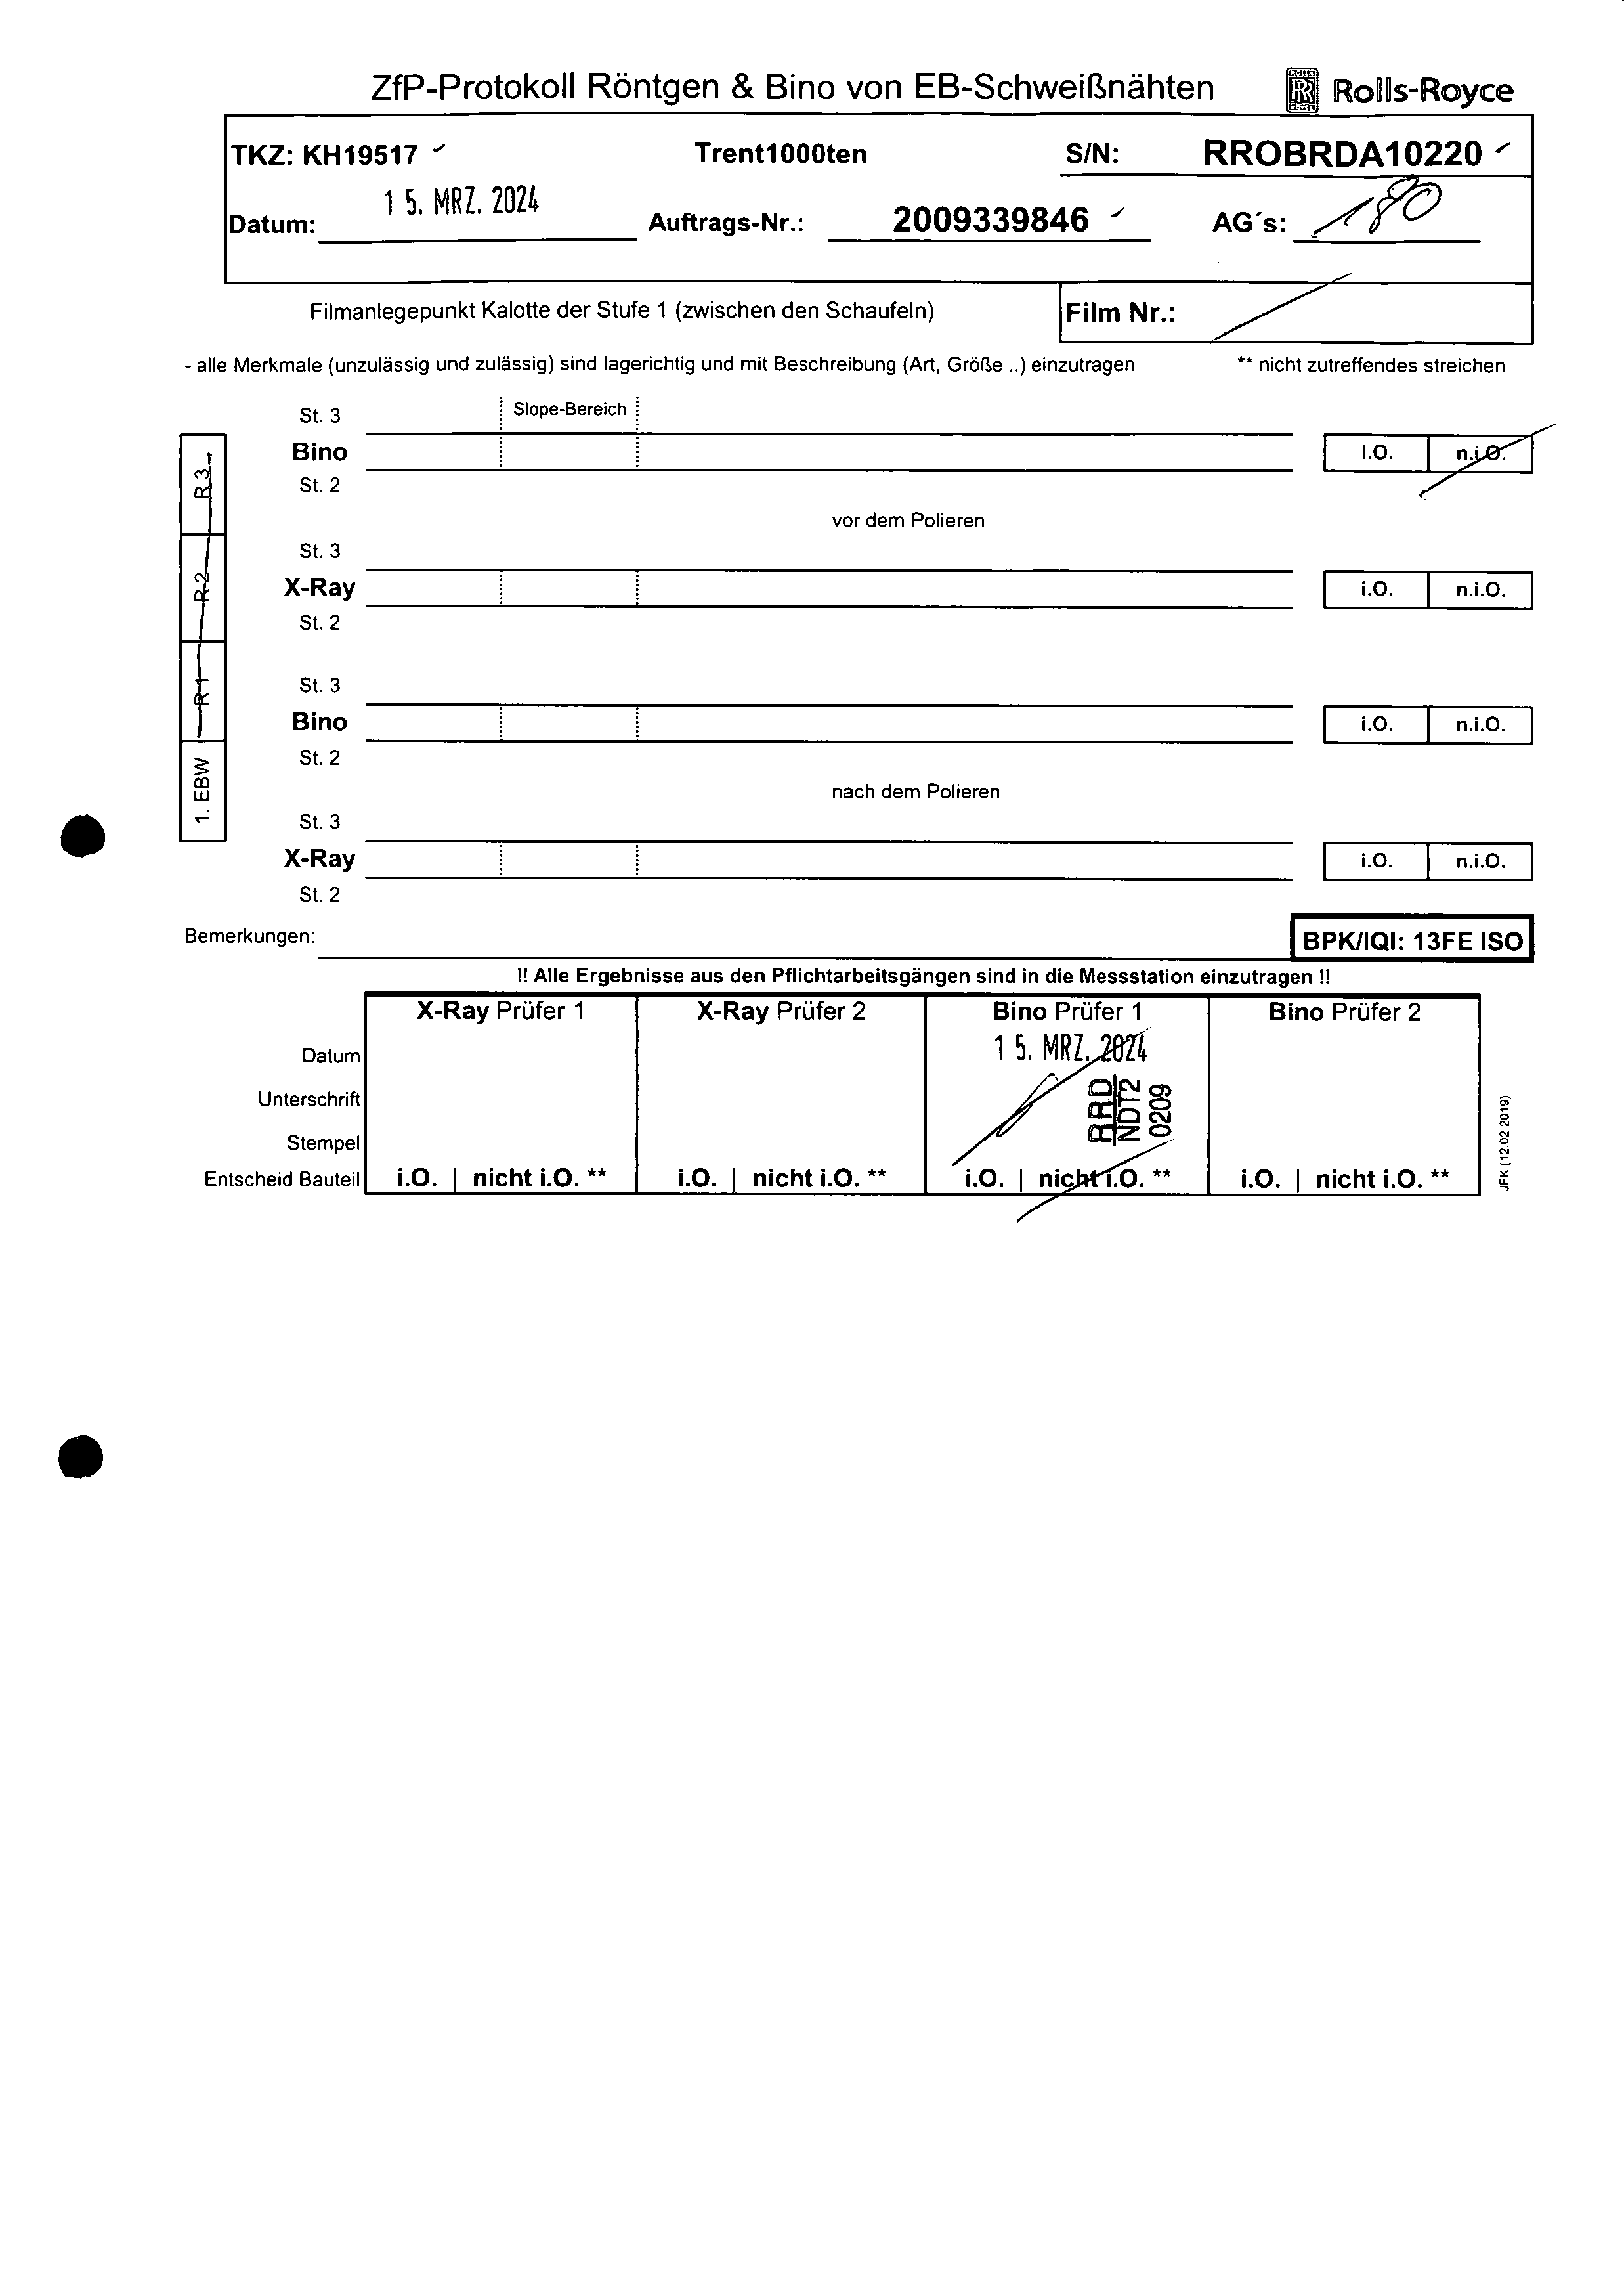 ZfP-Protokoll Röntgen & Bino von EB-Schweißnähten
ROLLS RR ROYCE Rolls-Royce
TKZ: KH19517 Trent1000ten S/N: RROBRDA10220
Datum: 15. MRZ. 2024 Auftrags-Nr.: 2009339846 AG´s: 180
Filmanlegepunkt Kalotte der Stufe 1 (zwischen den Schaufeln) Film Nr.:
- alle Merkmale (unzulässig und zulässig) sind lagerichtig und mit Beschreibung (Art, Größe ..) einzutragen ** nicht zutreffendes streichen
St. 3 Slope-Bereich
Bino i.O. n.i.O.
St. 2
vor dem Polieren
St. 3
X-Ray i.O. n.i.O.
St. 2
St. 3
Bino i.O. n.i.O.
St. 2
nach dem Polieren
St. 3
X-Ray i.O. n.i.O.
St. 2
1. EBW R 1 R 2 R 3
Bemerkungen: BPK/IQI: 13FE ISO
!! Alle Ergebnisse aus den Pflichtarbeitsgängen sind in die Messstation einzutragen !!
X-Ray Prüfer 1 X-Ray Prüfer 2 Bino Prüfer 1 Bino Prüfer 2
Datum 15. MRZ. 2024
Unterschrift
Stempel RRD NDT2 0209
Entscheid Bauteil i.O. | nicht i.O. ** i.O. | nicht i.O. ** i.O. | nicht i.O. ** i.O. | nicht i.O. **
JFK (12.02.2019)